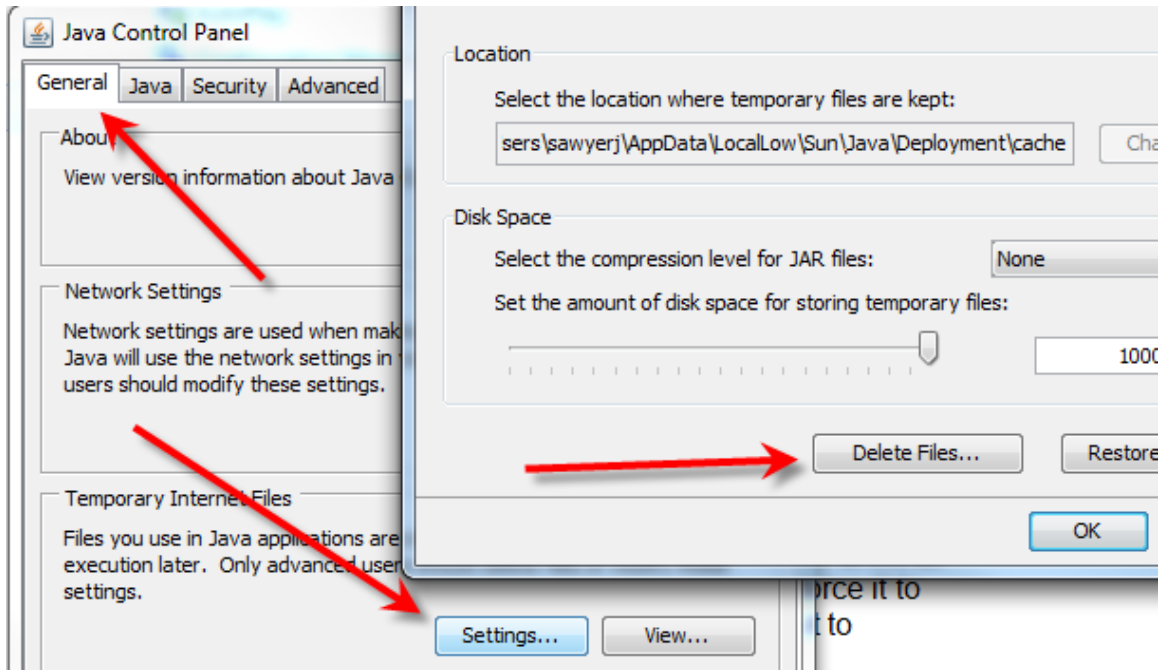 Java Control Panel
General Java Security Advanced
About
View version information about Java
Network Settings
Network settings are used when mak
Java will use the network settings in
users should modify these settings.
Temporary Internet Files
Files you use in Java applications are
execution later. Only advanced user
settings.
Settings... View...
Location
Select the location where temporary files are kept:
sers\sawyerj\AppData\LocalLow\Sun\Java\Deployment\cache Cha
Disk Space
Select the compression level for JAR files: None
Set the amount of disk space for storing temporary files:
1000
Delete Files... Restore
OK
orce it to
t to